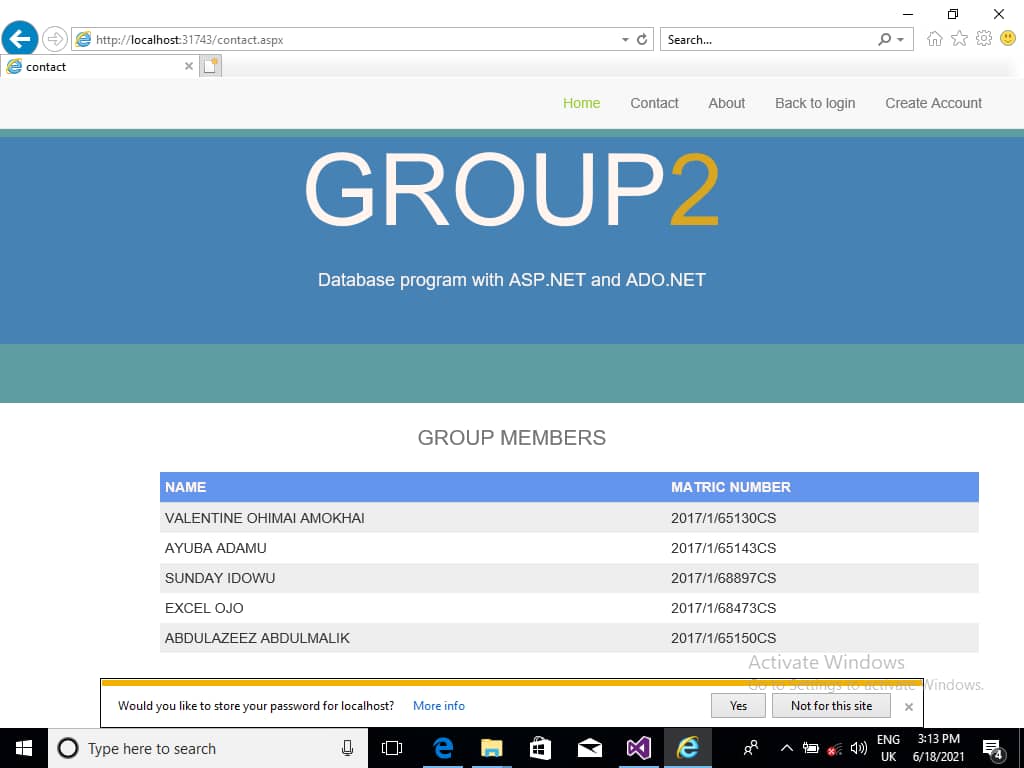 http://localhost:31743/contact.aspx
Search...
contact
Home Contact About Back to login Create Account
GROUP2
Database program with ASP.NET and ADO.NET
GROUP MEMBERS
NAME MATRIC NUMBER
VALENTINE OHIMAI AMOKHAI 2017/1/65130CS
AYUBA ADAMU 2017/1/65143CS
SUNDAY IDOWU 2017/1/68897CS
EXCEL OJO 2017/1/68473CS
ABDULAZEEZ ABDULMALIK 2017/1/65150CS
Activate Windows
Go to Settings to activate Windows.
Would you like to store your password for localhost? More info Yes Not for this site
Type here to search
ENG 3:13 PM
UK 6/18/2021
4